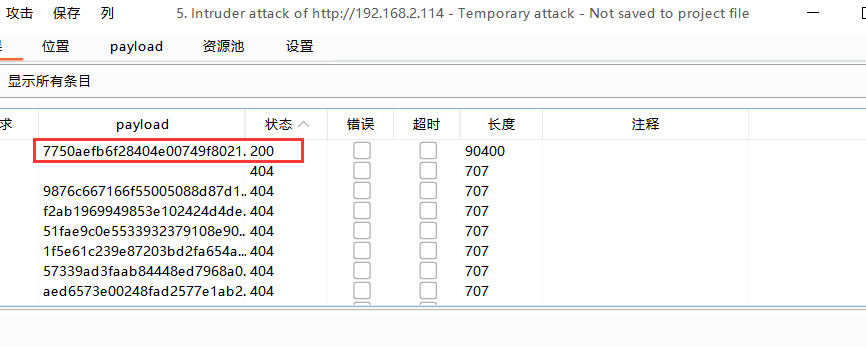 攻击 保存 列 5. Intruder attack of http://192.168.2.114 - Temporary attack - Not saved to project file
位置 payload 资源池 设置
显示所有条目
求 payload 状态 错误 超时 长度 注释
7750aefb6f28404e00749f8021... 200 90400
404 707
9876c667166f55005088d87d1... 404 707
f2ab1969949853e102424d4de... 404 707
51fae9c0e5533932379108e90... 404 707
1f5e61c239e87203bd2fa654a... 404 707
57339ad3faab84448ed7968a0... 404 707
aed6573e00248fad2577e1ab2... 404 707